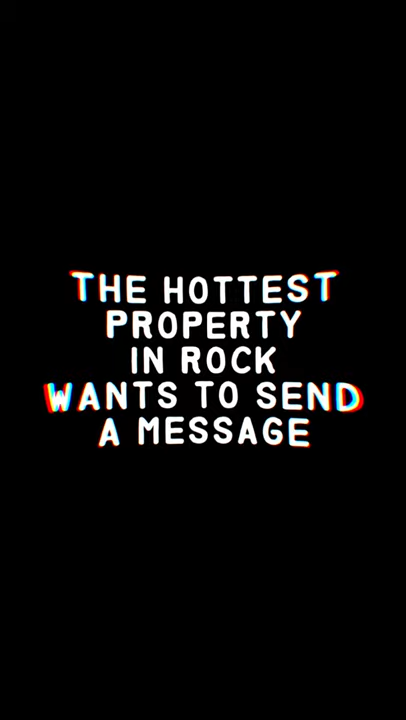 THE HOTTEST
PROPERTY
IN ROCK
WANTS TO SEND
A MESSAGE